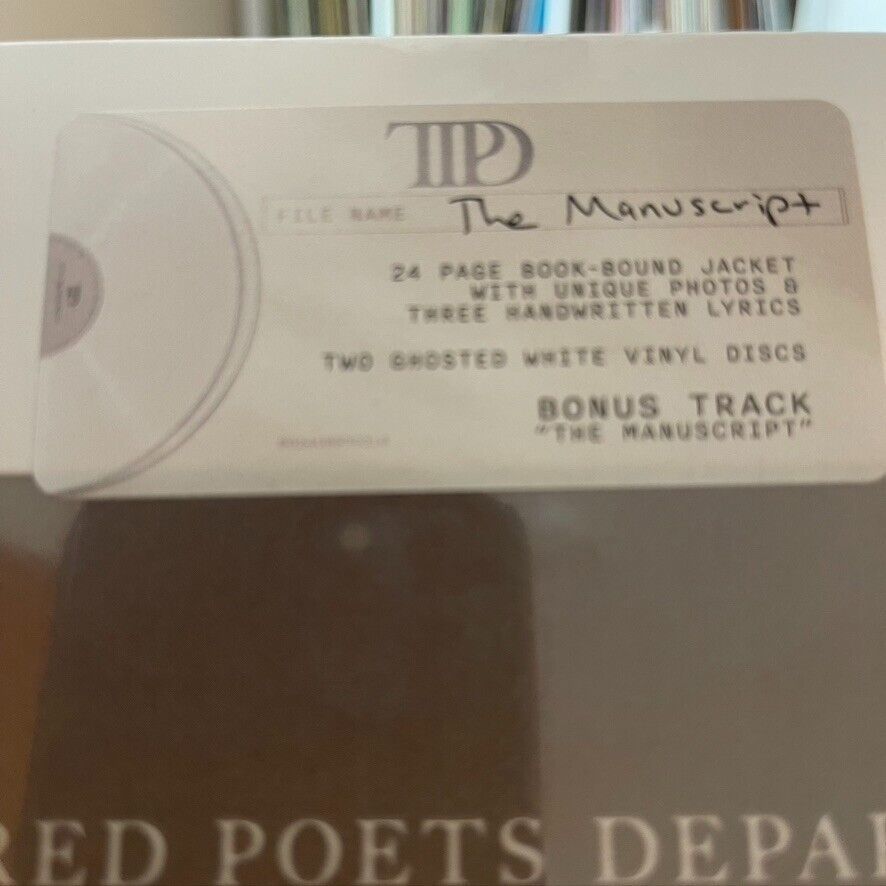 TTPD
FILE NAME The Manuscript
24 PAGE BOOK-BOUND JACKET
WITH UNIQUE PHOTOS &
THREE HANDWRITTEN LYRICS
TWO GHOSTED WHITE VINYL DISCS
BONUS TRACK
"THE MANUSCRIPT"
RED POETS DEPAR